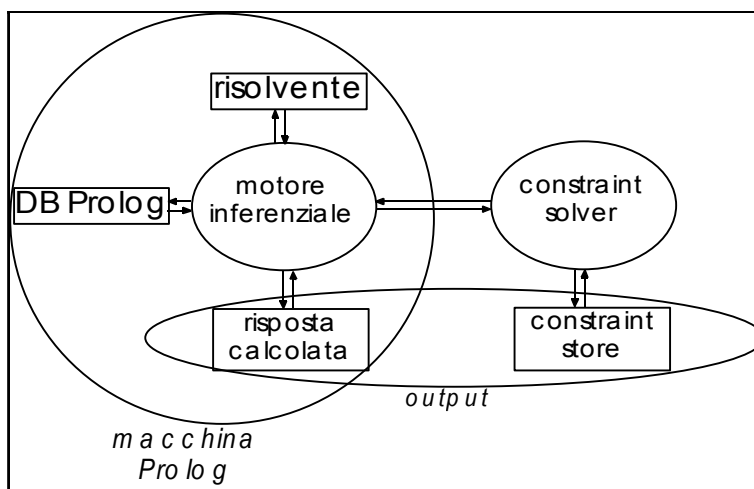 risolvente
DB Prolog
motore
inferenziale
constraint
solver
risposta
calcolata
constraint
store
output
macchina
Prolog